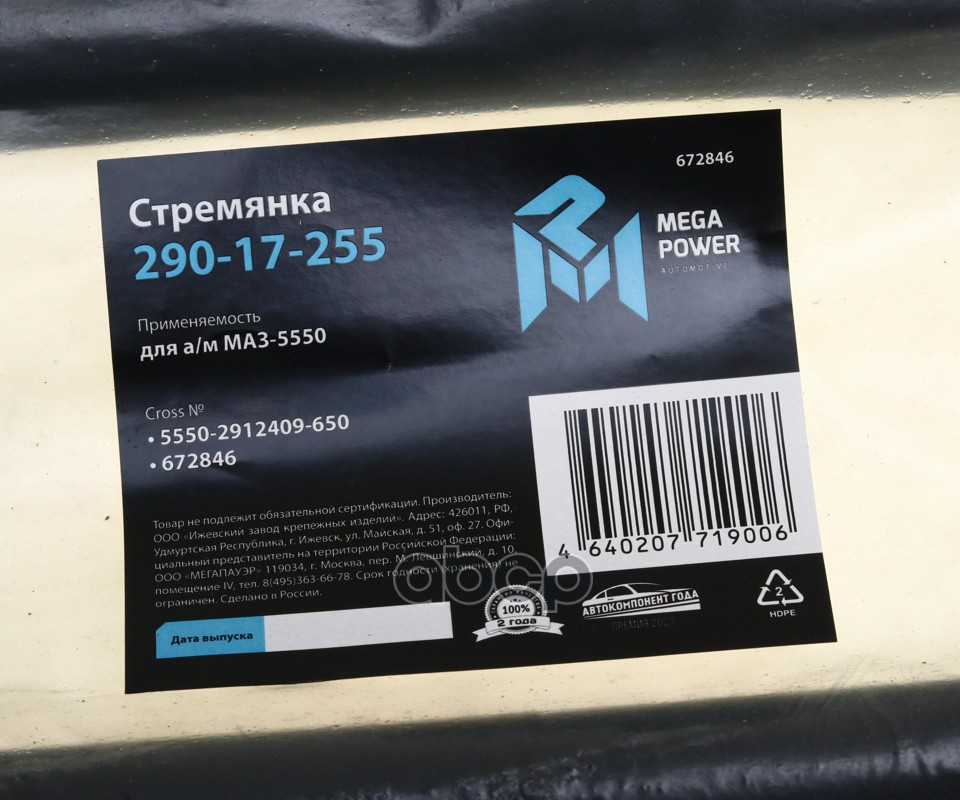 672846
Стремянка
290-17-255
MEGA
POWER
AUTOMOTIVE
Применяемость
для а/м МАЗ-5550
Cross №
• 5550-2912409-650
• 672846
Товар не подлежит обязательной сертификации. Производитель:
ООО «Ижевский завод крепежных изделий». Адрес: 426011, РФ,
Удмуртская Республика, г. Ижевск, ул. Майская, д. 51, оф. 27. Офи-
циальный представитель на территории Российской Федерации:
ООО «МЕГАПАУЭР» 119034, г. Москва, пер. М. Левшинский, д. 10,
помещение IV, тел. 8(495)363-66-78. Срок годности (хранения) не
ограничен. Сделано в России.
4 640207 719006
abcp
Дата выпуска
100%
2 года
АВТОКОМПОНЕНТ ГОДА
2
HDPE